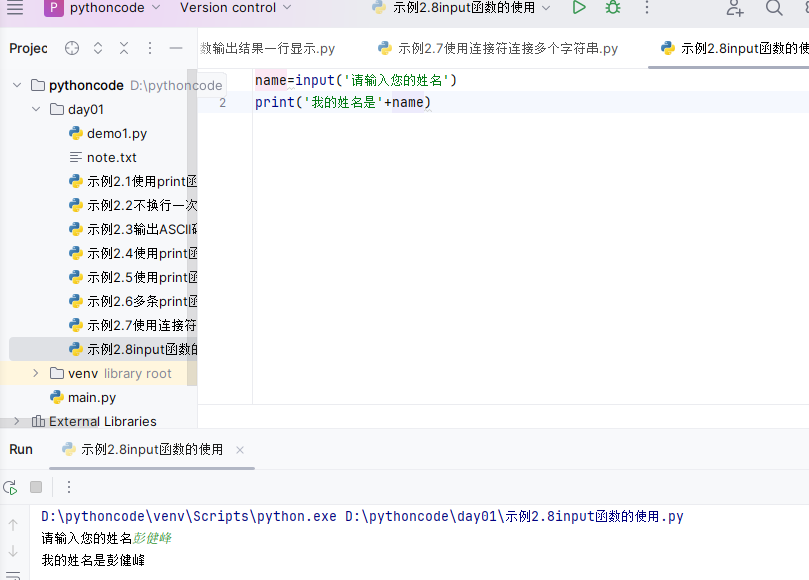 P pythoncode Version control 示例2.8input函数的使用
Projec 数输出结果一行显示.py 示例2.7使用连接符连接多个字符串.py 示例2.8input函数的使
pythoncode D:\pythoncode
day01
demo1.py
note.txt
示例2.1使用print函
示例2.2不换行一次
示例2.3输出ASCII码
示例2.4使用print函
示例2.5使用print函
示例2.6多条print函
示例2.7使用连接符
示例2.8input函数的
venv library root
main.py
External Libraries
name=input('请输入您的姓名')
2 print('我的姓名是'+name)
Run 示例2.8input函数的使用
D:\pythoncode\venv\Scripts\python.exe D:\pythoncode\day01\示例2.8input函数的使用.py
请输入您的姓名彭健峰
我的姓名是彭健峰